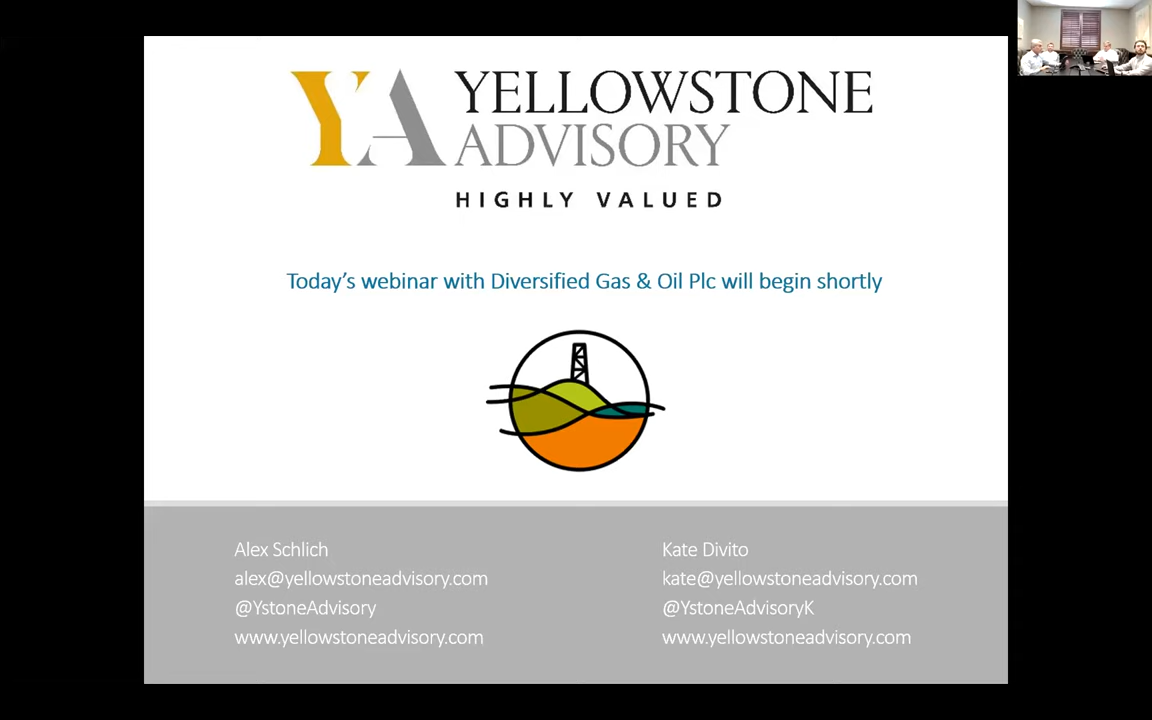 YA YELLOWSTONE
ADVISORY
HIGHLY VALUED
Today's webinar with Diversified Gas & Oil Plc will begin shortly
Alex Schlich
alex@yellowstoneadvisory.com
@YstoneAdvisory
www.yellowstoneadvisory.com
Kate Divito
kate@yellowstoneadvisory.com
@YstoneAdvisoryK
www.yellowstoneadvisory.com